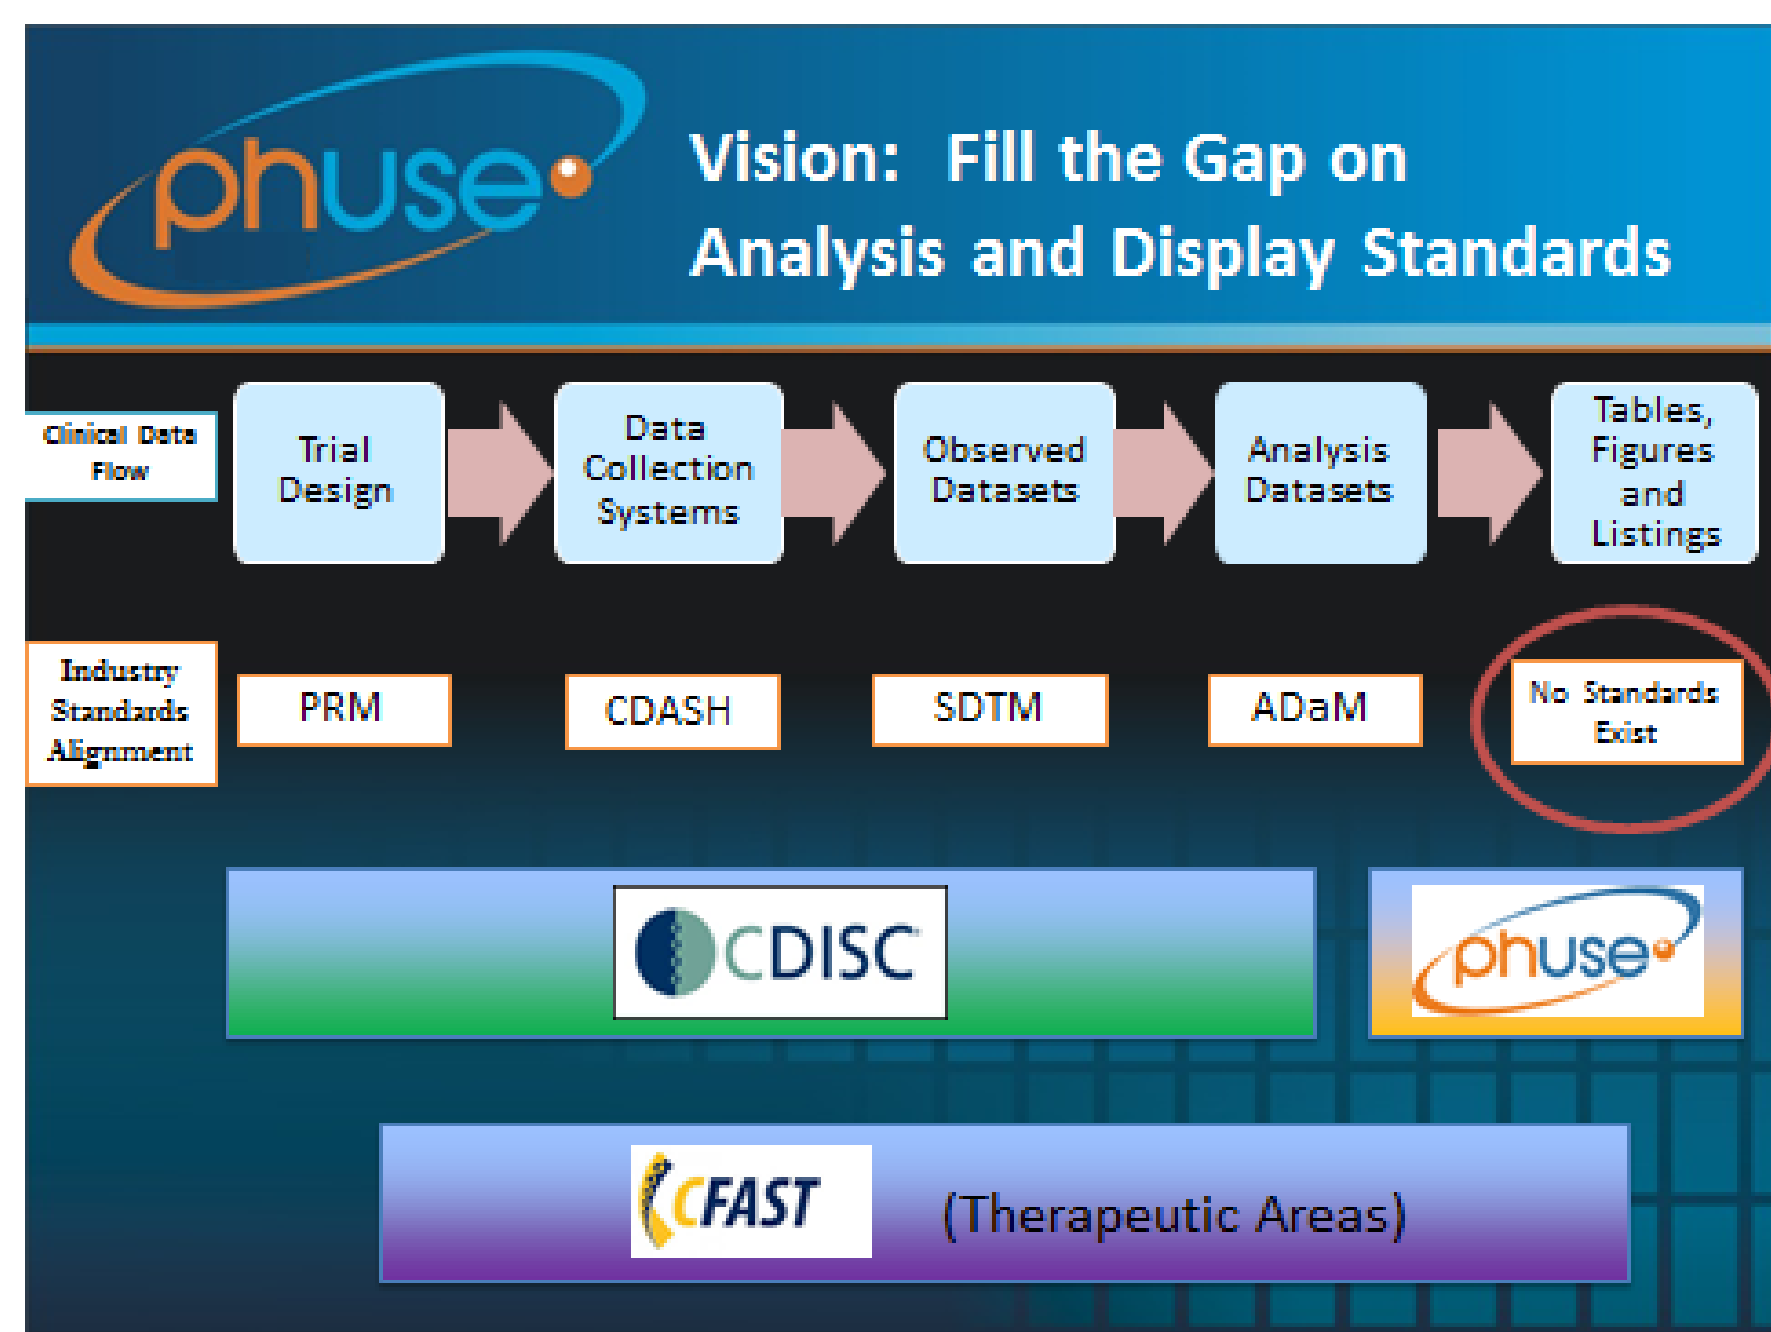 phuse
Vision: Fill the Gap on
Analysis and Display Standards
Clinical Data
Flow
Trial
Design
Data
Collection
Systems
Observed
Datasets
Analysis
Datasets
Tables,
Figures
and
Listings
Industry
Standards
Alignment
PRM
CDASH
SDTM
ADaM
No Standards
Exist
CDISC
phuse
CFAST
(Therapeutic Areas)